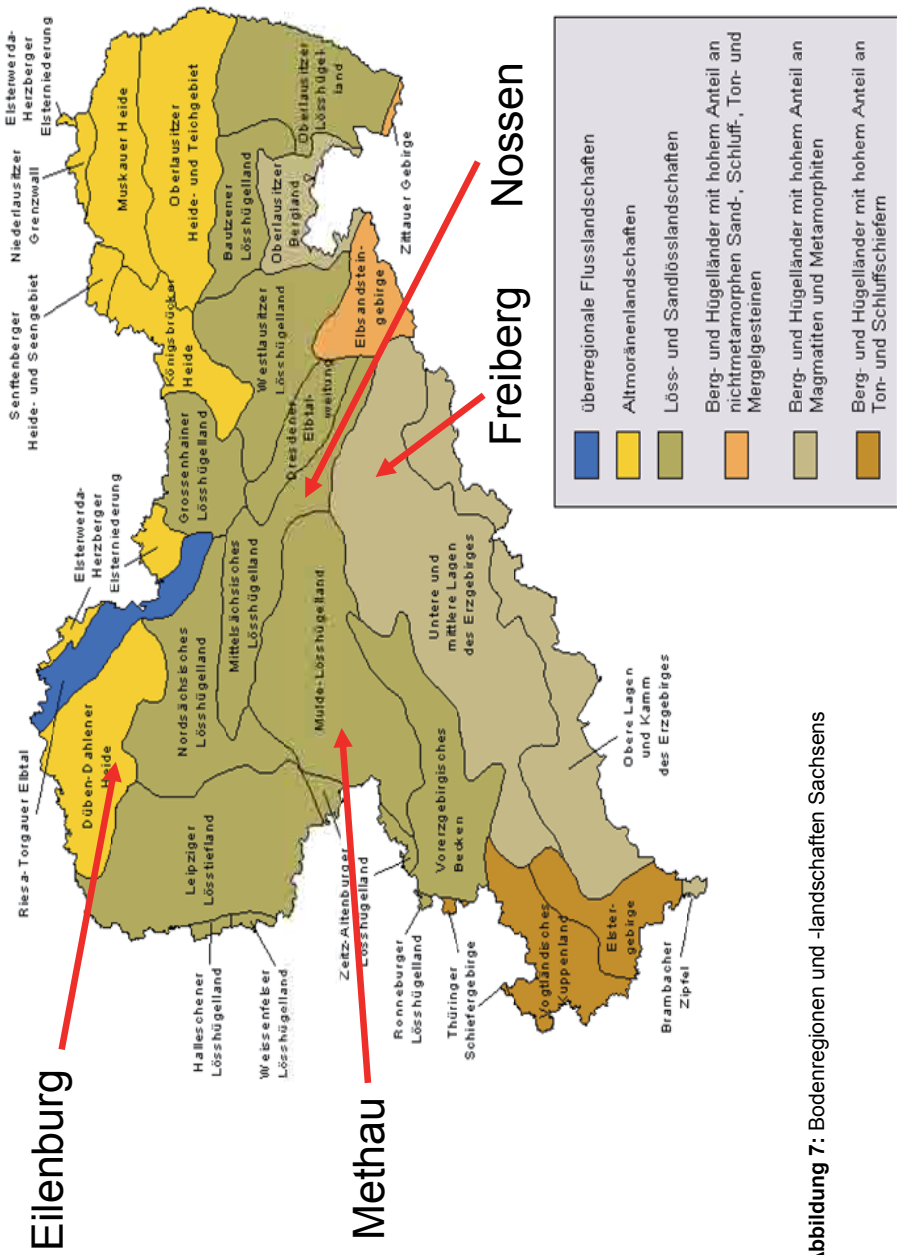 Eilenburg
Methau
Freiberg
Nossen
Riesa-Torgauer Elbtal
Elsterwerda-
Herzberger
Elsterniederung
Senftenberger
Heide- und Seengebiet
Niederlausitzer
Grenzwall
Elsterwerda-
Herzberger
Elsterniederung
Düben-Dahlener
Heide
Grossenhainer
Lösshügelland
Königsbrücker
Heide
Muskauer Heide
Oberlausitzer
Heide- und Teichgebiet
Leipziger
Lösstiefland
Nordsächsisches
Lösshügelland
Mittelsächsisches
Lösshügelland
Westlausitzer
Lösshügelland
Bautzener
Lösshügelland
Oberlausitzer
Bergland
Oberlausitzer
Lösshügel-
land
Halleschener
Lösshügelland
Weissenfelser
Lösshügelland
Zeitz-Altenburger
Lösshügelland
Mulde-Lösshügelland
Dresdener
Elbtal-
weitung
Elbsandstein-
gebirge
Zittauer Gebirge
Ronneburger
Lösshügelland
Thüringer
Schiefergebirge
Vorerzgebirgisches
Becken
Untere und
mittlere Lagen
des Erzgebirges
Vogtländisches
Kuppenland
Elster-
gebirge
Brambacher
Zipfel
Obere Lagen
und Kamm
des Erzgebirges
überregionale Flusslandschaften
Altmoränenlandschaften
Löss- und Sandlösslandschaften
Berg- und Hügelländer mit hohem Anteil an
nichtmetamorphen Sand-, Schluff-, Ton- und
Mergelgesteinen
Berg- und Hügelländer mit hohem Anteil an
Magmatiten und Metamorphiten
Berg- und Hügelländer mit hohem Anteil an
Ton- und Schluffschiefern
Abbildung 7: Bodenregionen und -landschaften Sachsens